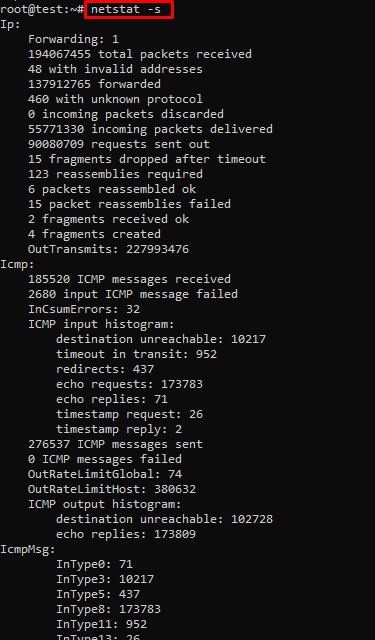 root@test:~# netstat -s
Ip:
    Forwarding: 1
    194067455 total packets received
    48 with invalid addresses
    137912765 forwarded
    460 with unknown protocol
    0 incoming packets discarded
    55771330 incoming packets delivered
    90080709 requests sent out
    15 fragments dropped after timeout
    123 reassemblies required
    6 packets reassembled ok
    15 packet reassemblies failed
    2 fragments received ok
    4 fragments created
    OutTransmits: 227993476
Icmp:
    185520 ICMP messages received
    2680 input ICMP message failed
    InCsumErrors: 32
    ICMP input histogram:
        destination unreachable: 10217
        timeout in transit: 952
        redirects: 437
        echo requests: 173783
        echo replies: 71
        timestamp request: 26
        timestamp reply: 2
    276537 ICMP messages sent
    0 ICMP messages failed
    OutRateLimitGlobal: 74
    OutRateLimitHost: 380632
    ICMP output histogram:
        destination unreachable: 102728
        echo replies: 173809
IcmpMsg:
        InType0: 71
        InType3: 10217
        InType5: 437
        InType8: 173783
        InType11: 952
        InType13: 26